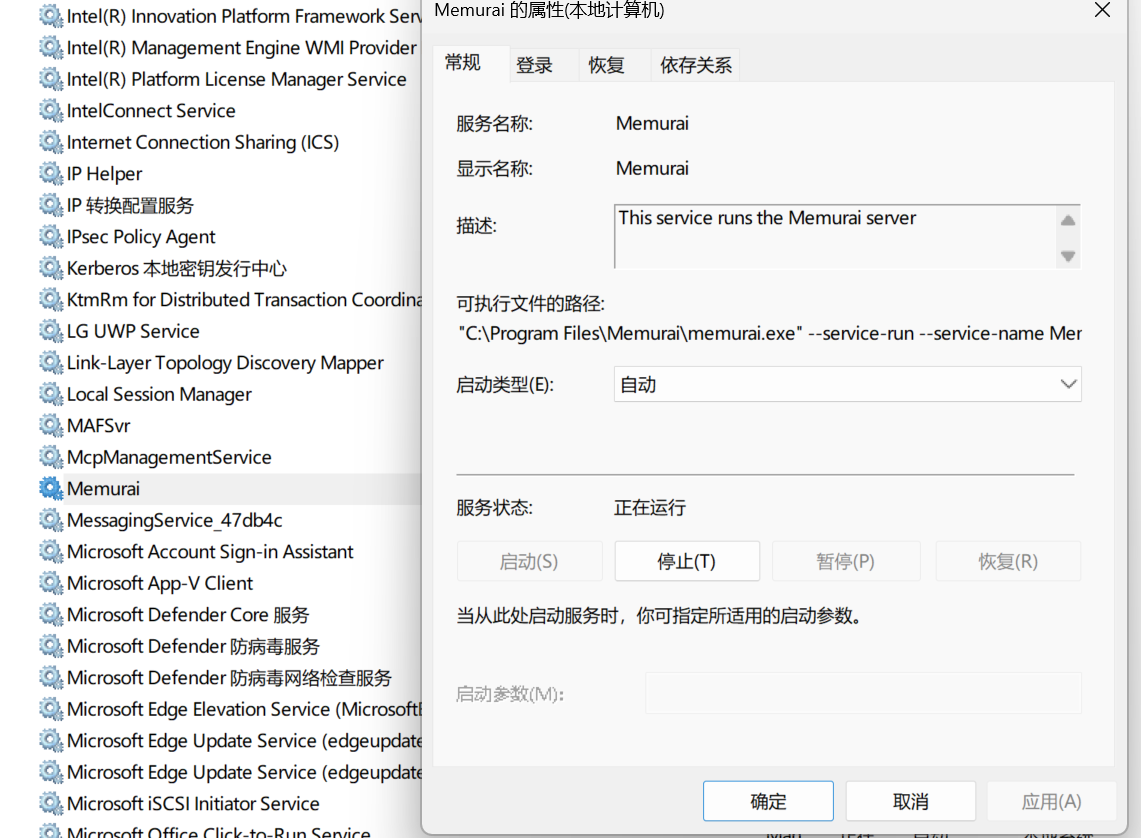 Intel(R) Innovation Platform Framework Serv
Intel(R) Management Engine WMI Provider
Intel(R) Platform License Manager Service
IntelConnect Service
Internet Connection Sharing (ICS)
IP Helper
IP 转换配置服务
IPsec Policy Agent
Kerberos 本地密钥发行中心
KtmRm for Distributed Transaction Coordina
LG UWP Service
Link-Layer Topology Discovery Mapper
Local Session Manager
MAFSvr
McpManagementService
Memurai
MessagingService_47db4c
Microsoft Account Sign-in Assistant
Microsoft App-V Client
Microsoft Defender Core 服务
Microsoft Defender 防病毒服务
Microsoft Defender 防病毒网络检查服务
Microsoft Edge Elevation Service (Microsoft
Microsoft Edge Update Service (edgeupdate
Microsoft Edge Update Service (edgeupdate
Microsoft iSCSI Initiator Service
Microsoft Office Click-to-Run Service
Memurai 的属性(本地计算机)
常规 登录 恢复 依存关系
服务名称: Memurai
显示名称: Memurai
描述: This service runs the Memurai server
可执行文件的路径:
"C:\Program Files\Memurai\memurai.exe" --service-run --service-name Mer
启动类型(E): 自动
服务状态: 正在运行
启动(S) 停止(T) 暂停(P) 恢复(R)
当从此处启动服务时，你可指定所适用的启动参数。
启动参数(M):
确定 取消 应用(A)